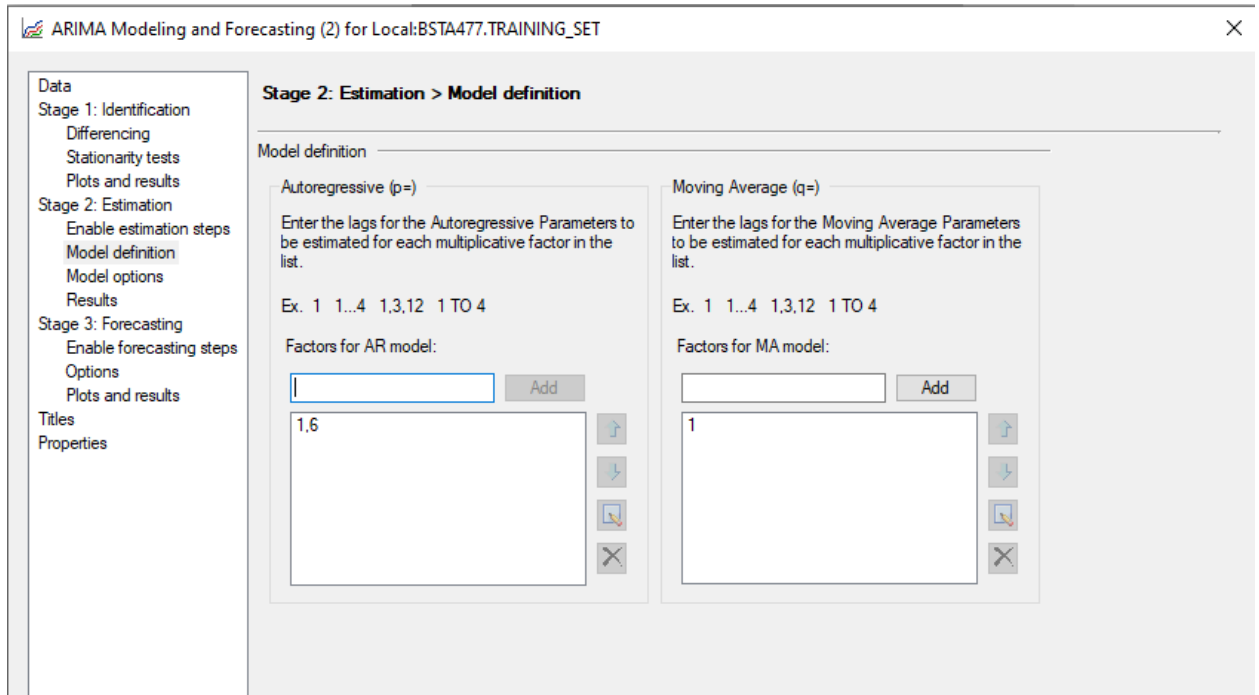 ARIMA Modeling and Forecasting (2) for Local:BSTA477.TRAINING_SET
Data
Stage 1: Identification
Differencing
Stationarity tests
Plots and results
Stage 2: Estimation
Enable estimation steps
Model definition
Model options
Results
Stage 3: Forecasting
Enable forecasting steps
Options
Plots and results
Titles
Properties
Stage 2: Estimation > Model definition
Model definition
Autoregressive (p=)
Enter the lags for the Autoregressive Parameters to
be estimated for each multiplicative factor in the
list.
Ex. 1 1...4 1,3,12 1 TO 4
Factors for AR model:
Add
1,6
Moving Average (q=)
Enter the lags for the Moving Average Parameters
to be estimated for each multiplicative factor in the
list.
Ex. 1 1...4 1,3,12 1 TO 4
Factors for MA model:
Add
1